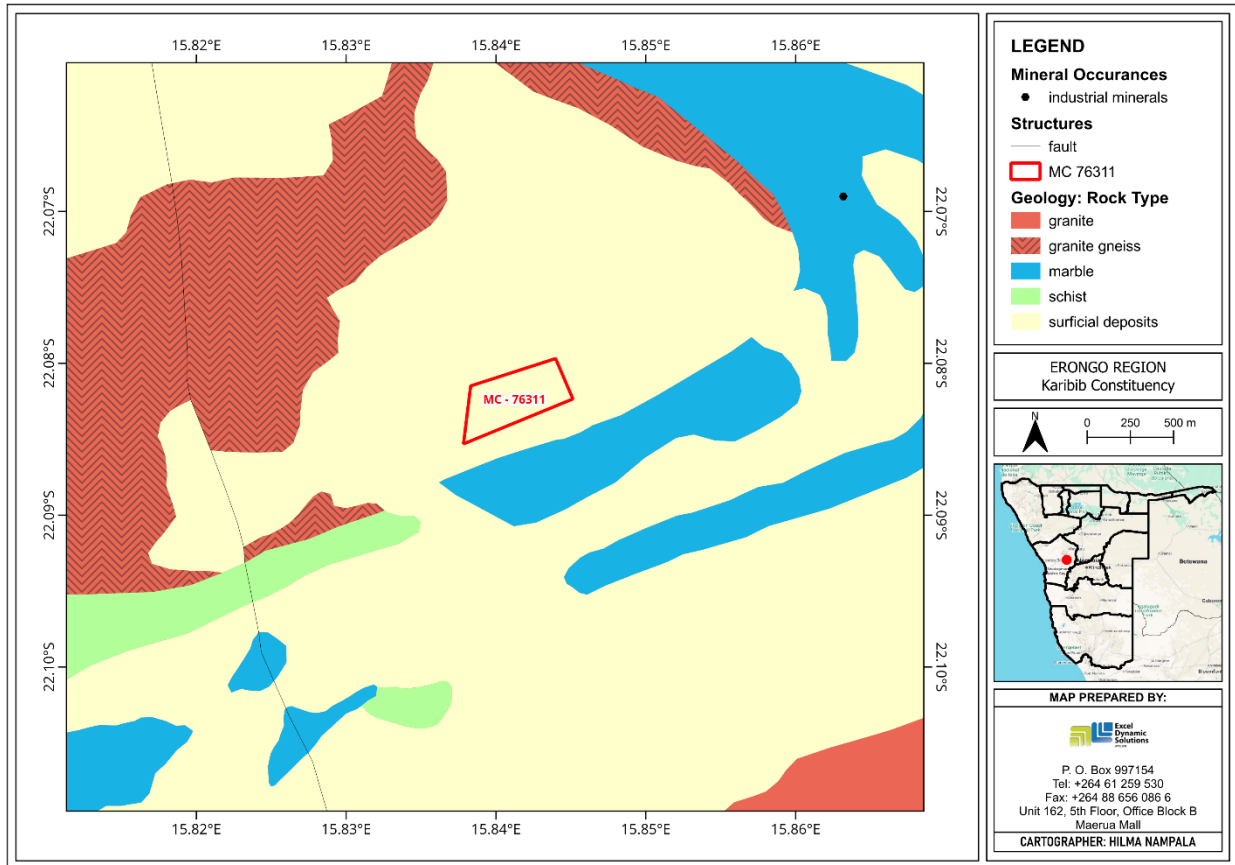 15.82°E 15.83°E 15.84°E 15.85°E 15.86°E
22.07°S 22.07°S
22.08°S 22.08°S
MC - 76311
22.09°S 22.09°S
22.10°S 22.10°S
15.82°E 15.83°E 15.84°E 15.85°E 15.86°E
LEGEND
Mineral Occurances
industrial minerals
Structures
fault
MC 76311
Geology: Rock Type
granite
granite gneiss
marble
schist
surficial deposits
ERONGO REGION
Karibib Constituency
N
0 250 500 m
Botswana
MAP PREPARED BY:
Excel
Dynamic
Solutions
P. O. Box 997154
Tel: +264 61 259 530
Fax: +264 88 656 086 6
Unit 162, 5th Floor, Office Block B
Maerua Mall
CARTOGRAPHER: HILMA NAMPALA